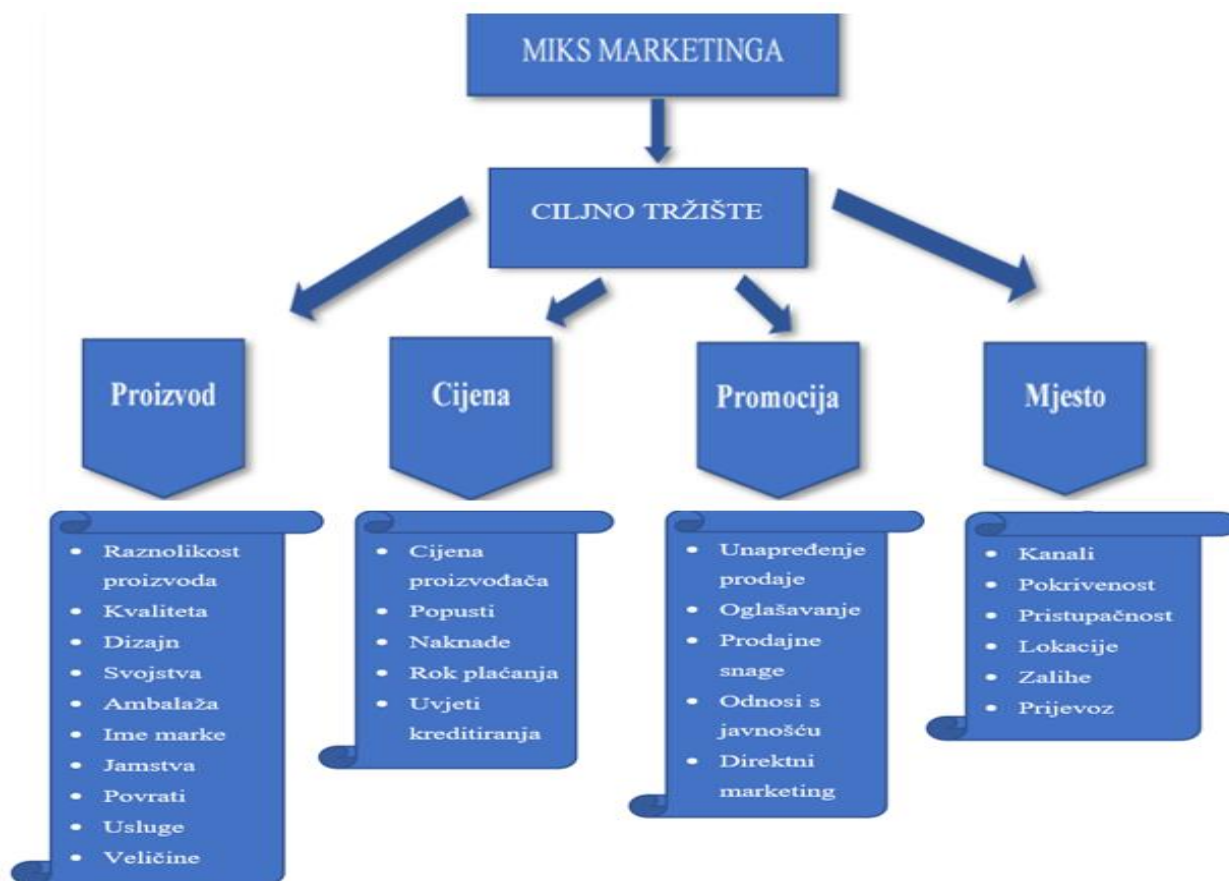 MIKS MARKETINGA
CILJNO TRŽIŠTE
Proizvod
Cijena
Promocija
Mjesto
• Raznolikost
proizvoda
• Kvaliteta
• Dizajn
• Svojstva
• Ambalaža
• Ime marke
• Jamstva
• Povrati
• Usluge
• Veličine
• Cijena
proizvođača
• Popusti
• Naknade
• Rok plaćanja
• Uvjeti
kreditiranja
• Unapređenje
prodaje
• Oglašavanje
• Prodajne
snage
• Odnosi s
javnošću
• Direktni
marketing
• Kanali
• Pokrivenost
• Pristupačnost
• Lokacije
• Zalihe
• Prijevoz